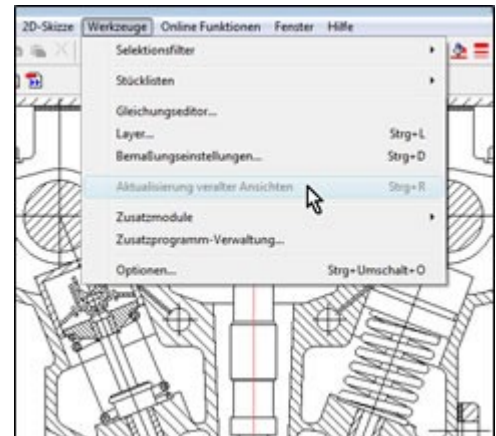 2D-Skizze Werkzeuge Online Funktionen Fenster Hilfe
Selektionsfilter
Stücklisten
Gleichungseditor...
Layer... Strg+L
Bemaßungseinstellungen... Strg+D
Aktualisierung veralter Ansichten Strg+R
Zusatzmodule
Zusatzprogramm-Verwaltung...
Optionen... Strg+Umschalt+O